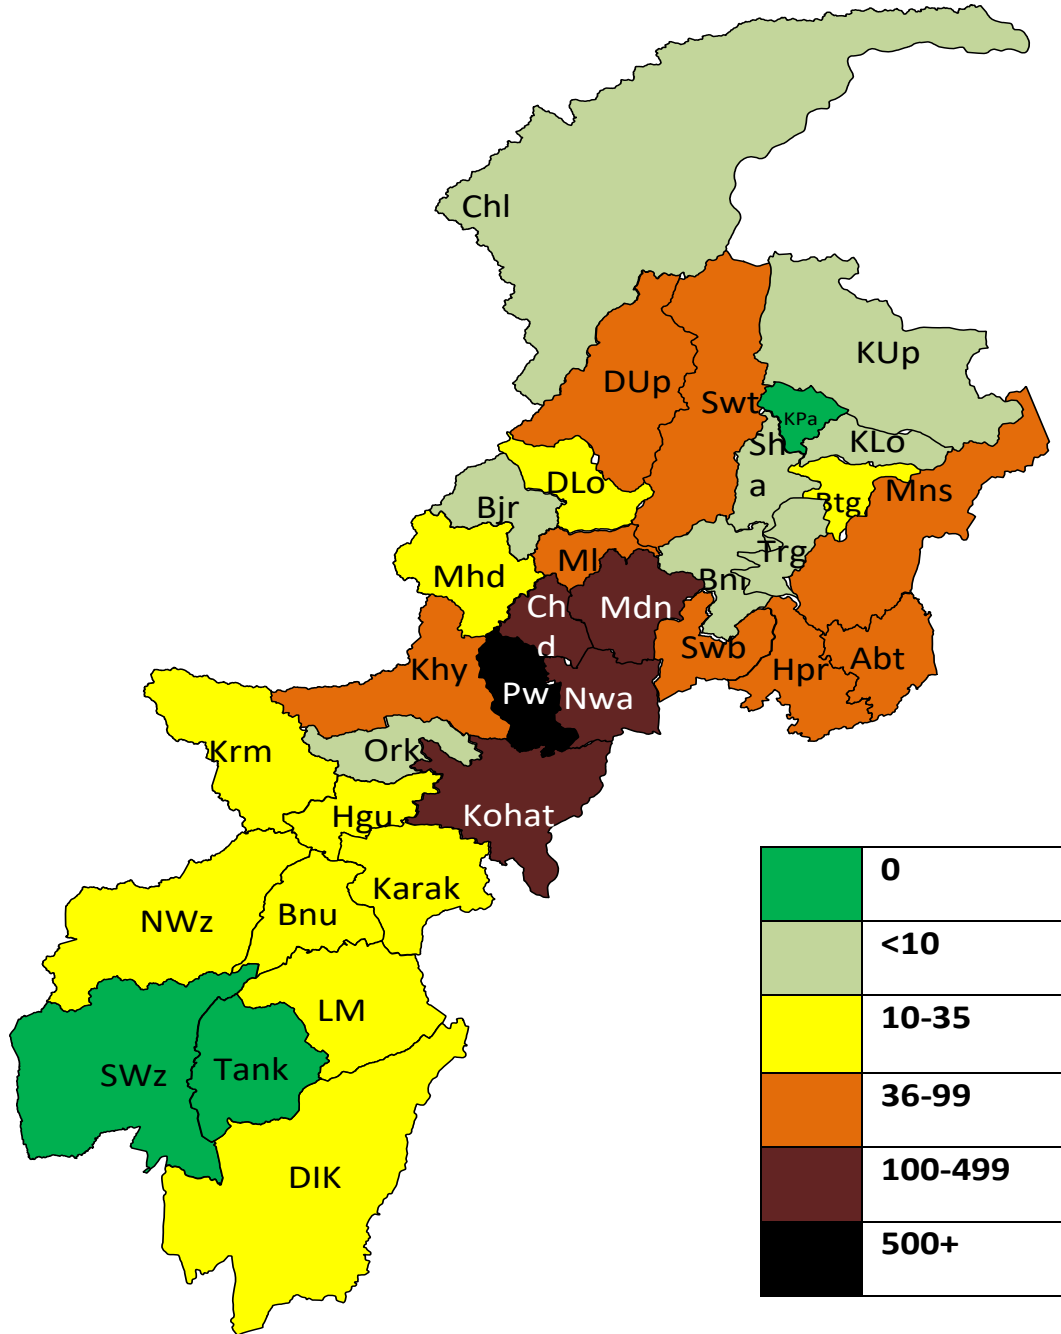 Chl
KUp
DUp
Swt
KPa
Sh
a
KLo
DLo
Btg
Mns
Bjr
Trg
Ml
Mhd
Bni
Ch
d
Mdn
Swb
Hpr
Abt
Khy
Pw
Nwa
Krm
Ork
Hgu
Kohat
Karak
NWz
Bnu
LM
SWz
Tank
DIK
0
<10
10-35
36-99
100-499
500+